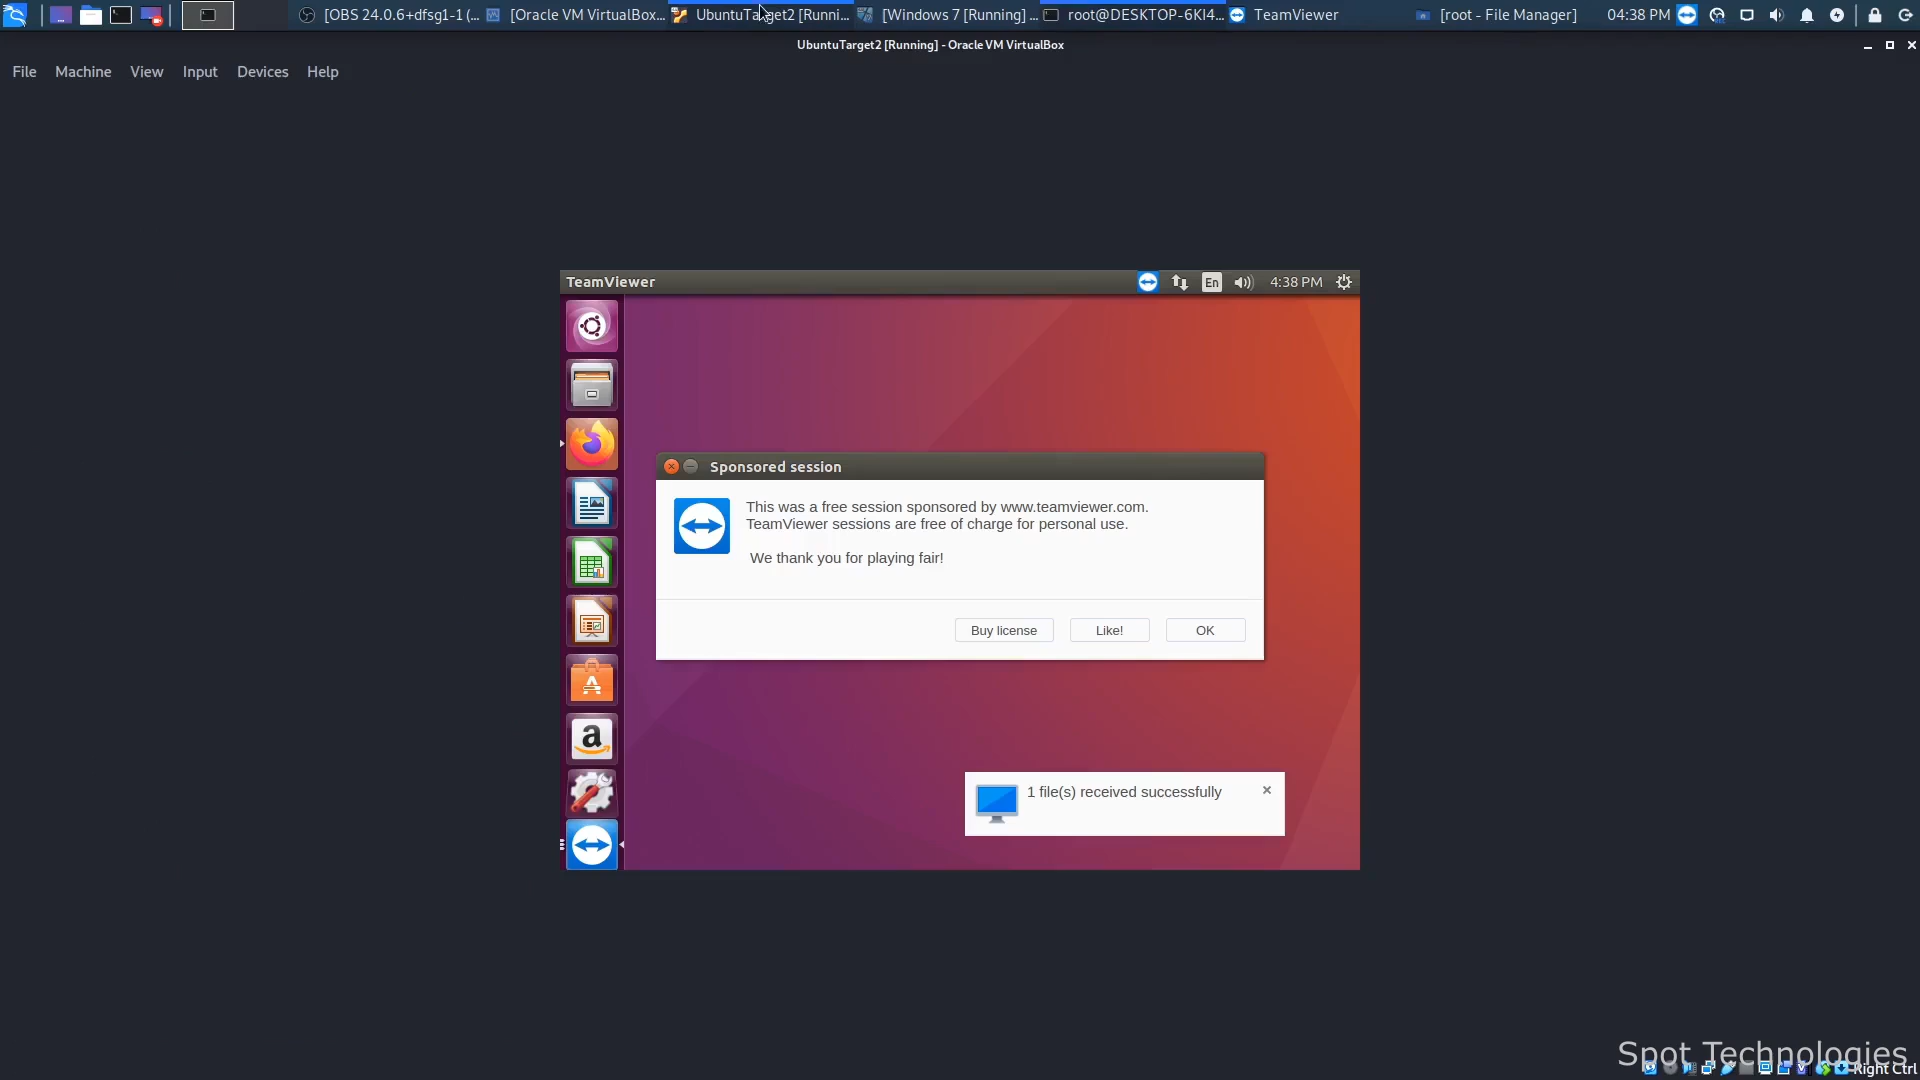 [OBS 24.0.6+dfsg1-1 (...
[Oracle VM VirtualBox...
UbuntuTarget2 [Runni...
[Windows 7 [Running] ...
root@DESKTOP-6KI4...
TeamViewer
[root - File Manager]
04:38 PM
UbuntuTarget2 [Running] - Oracle VM VirtualBox
File Machine View Input Devices Help
TeamViewer
En
4:38 PM
Sponsored session
This was a free session sponsored by www.teamviewer.com.
TeamViewer sessions are free of charge for personal use.
We thank you for playing fair!
Buy license
Like!
OK
1 file(s) received successfully
Spot Technologies
Right Ctrl